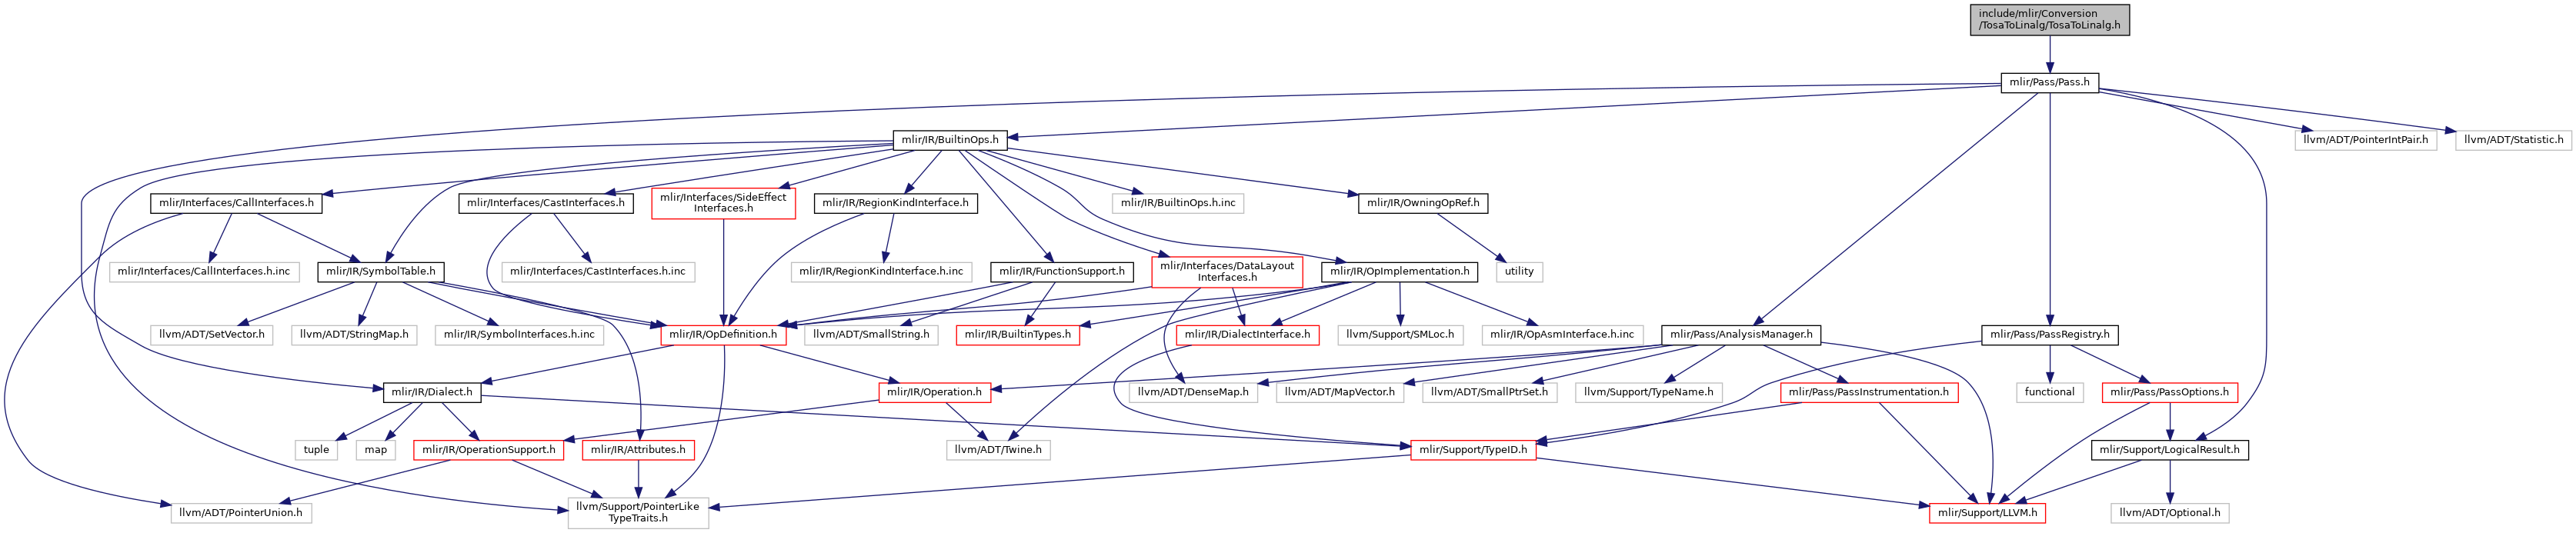 include/mlir/Conversion
/TosaToLinalg/TosaToLinalg.h
mlir/Pass/Pass.h
mlir/IR/BuiltinOps.h
llvm/ADT/PointerIntPair.h
llvm/ADT/Statistic.h
mlir/Interfaces/CallInterfaces.h
mlir/Interfaces/CastInterfaces.h
mlir/Interfaces/SideEffect
Interfaces.h
mlir/IR/RegionKindInterface.h
mlir/IR/BuiltinOps.h.inc
mlir/IR/OwningOpRef.h
mlir/Interfaces/CallInterfaces.h.inc
mlir/IR/SymbolTable.h
mlir/Interfaces/CastInterfaces.h.inc
mlir/IR/RegionKindInterface.h.inc
mlir/IR/FunctionSupport.h
mlir/Interfaces/DataLayout
Interfaces.h
mlir/IR/OpImplementation.h
utility
llvm/ADT/SetVector.h
llvm/ADT/StringMap.h
mlir/IR/SymbolInterfaces.h.inc
mlir/IR/OpDefinition.h
llvm/ADT/SmallString.h
mlir/IR/BuiltinTypes.h
mlir/IR/DialectInterface.h
llvm/Support/SMLoc.h
mlir/IR/OpAsmInterface.h.inc
mlir/Pass/AnalysisManager.h
mlir/Pass/PassRegistry.h
mlir/IR/Dialect.h
mlir/IR/Operation.h
llvm/ADT/DenseMap.h
llvm/ADT/MapVector.h
llvm/ADT/SmallPtrSet.h
llvm/Support/TypeName.h
mlir/Pass/PassInstrumentation.h
functional
mlir/Pass/PassOptions.h
tuple
map
mlir/IR/OperationSupport.h
mlir/IR/Attributes.h
llvm/ADT/Twine.h
mlir/Support/TypeID.h
mlir/Support/LogicalResult.h
llvm/ADT/PointerUnion.h
llvm/Support/PointerLike
TypeTraits.h
mlir/Support/LLVM.h
llvm/ADT/Optional.h